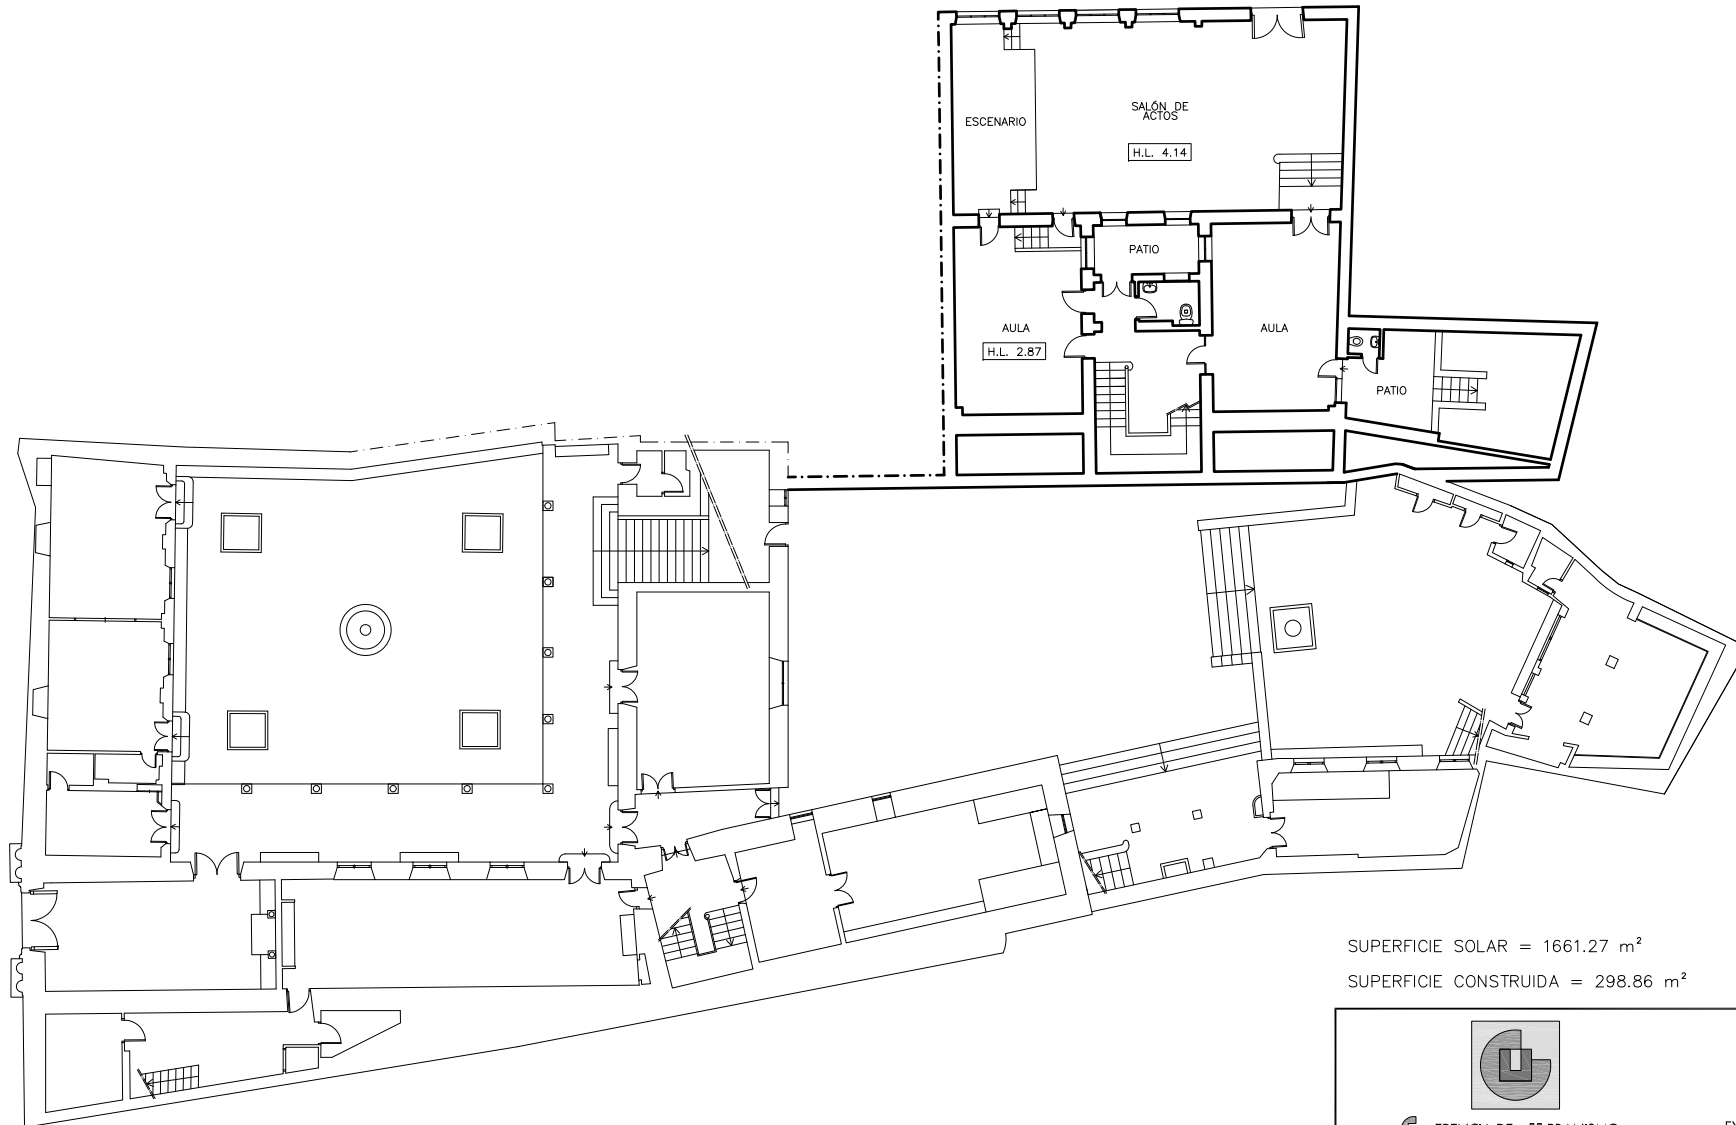 SALÓN DE
ACTOS
ESCENARIO
H.L. 4.14
PATIO
AULA
AULA
H.L. 2.87
PATIO
SUPERFICIE SOLAR = 1661.27 m²
SUPERFICIE CONSTRUIDA = 298.86 m²